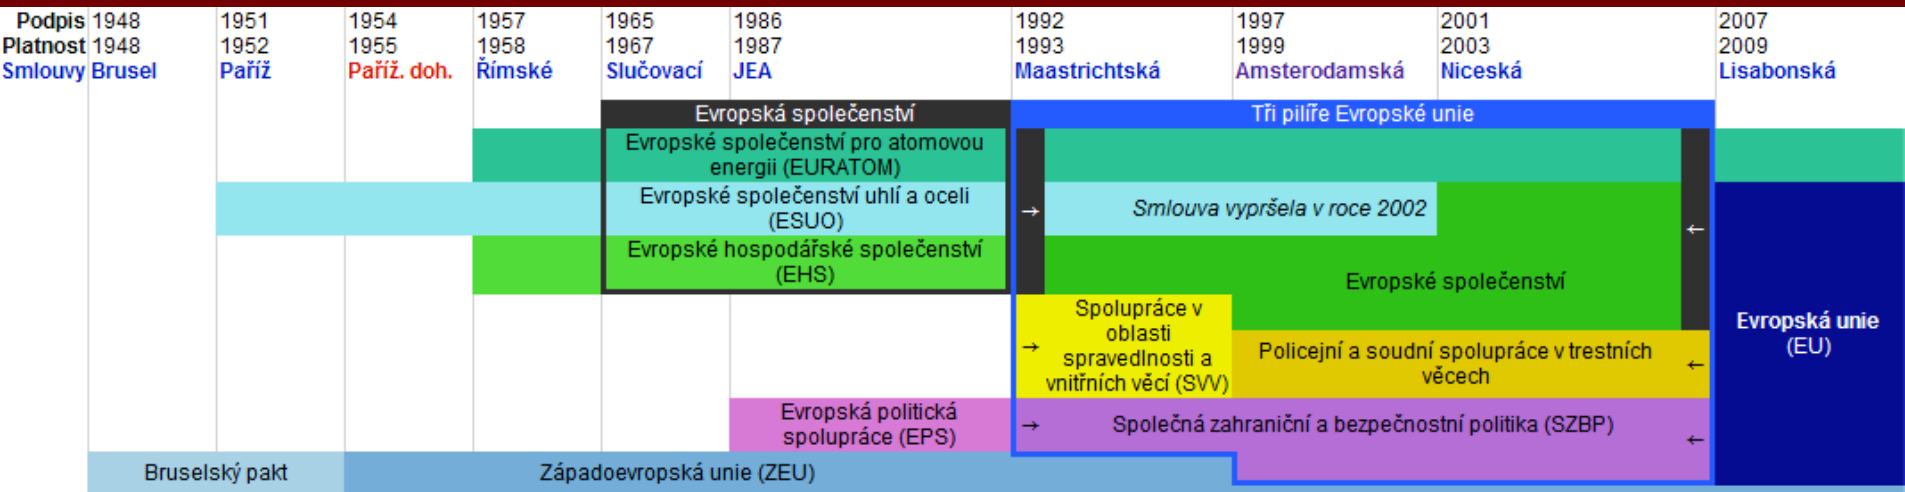 Podpis 1948 1951 1954 1957 1965 1986 1992 1997 2001 2007
Platnost 1948 1952 1955 1958 1967 1987 1993 1999 2003 2009
Smlouvy Brusel Paříž Paříž. doh. Římské Slučovací JEA Maastrichtská Amsterodamská Niceská Lisabonská
Evropská společenství
Tři pilíře Evropské unie
Evropské společenství pro atomovou
energii (EURATOM)
Evropské společenství uhlí a oceli
(ESUO)
→
Smlouva vypršela v roce 2002
←
Evropské hospodářské společenství
(EHS)
Evropské společenství
Spolupráce v
oblasti
spravedlnosti a
vnitřních věcí (SVV)
→
Policejní a soudní spolupráce v trestních
věcech
←
Evropská unie
(EU)
Evropská politická
spolupráce (EPS)
→
Společná zahraniční a bezpečnostní politika (SZBP)
←
Bruselský pakt
Západoevropská unie (ZEU)